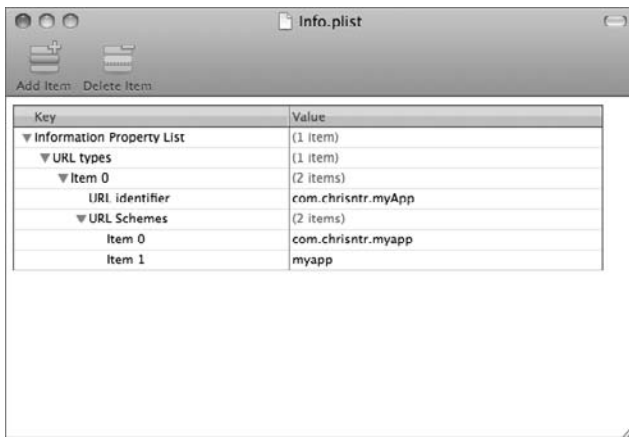 Info.plist
Add Item Delete Item
Key Value
Information Property List (1 item)
URL types (1 item)
Item 0 (2 items)
URL identifier com.chrisntr.myApp
URL Schemes (2 items)
Item 0 com.chrisntr.myapp
Item 1 myapp